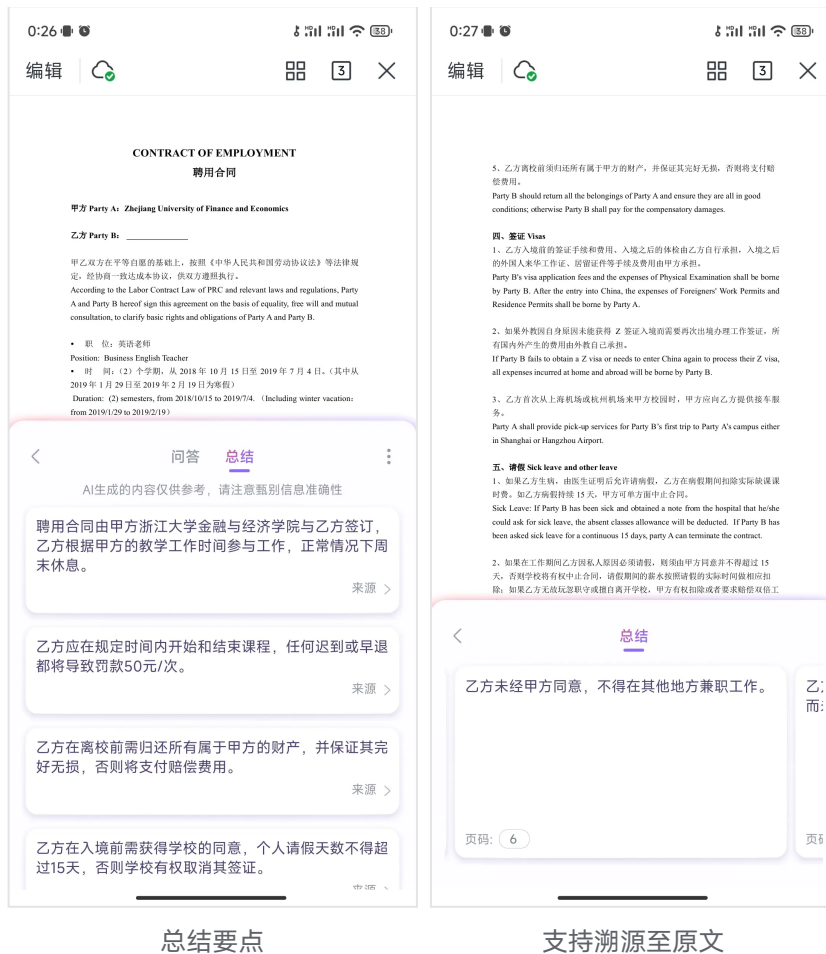 0:26
38
编辑
3
CONTRACT OF EMPLOYMENT
聘用合同
甲方 Party A: Zhejiang University of Finance and Economics
乙方 Party B:
甲乙双方在平等自愿的基础上，按照《中华人民共和国劳动协议法》等法律规
定，经协商一致达成本协议，供双方遵照执行。
According to the Labor Contract Law of PRC and relevant laws and regulations, Party
A and Party B hereof sign this agreement on the basis of equality, free will and mutual
consultation, to clarify basic rights and obligations of Party A and Party B.
• 职 位：英语老师
Position: Business English Teacher
• 时 间：（2）个学期，从 2018 年 10 月 15 日至 2019 年 7 月 4 日。（其中从
2019 年 1 月 29 日至 2019 年 2 月 19 日为寒假）
Duration: (2) semesters, from 2018/10/15 to 2019/7/4. （Including winter vacation:
from 2019/1/29 to 2019/2/19）
问答 总结
AI生成的内容仅供参考，请注意甄别信息准确性
聘用合同由甲方浙江大学金融与经济学院与乙方签订，
乙方根据甲方的教学工作时间参与工作，正常情况下周
末休息。
来源
乙方应在规定时间内开始和结束课程，任何迟到或早退
都将导致罚款50元/次。
来源
乙方在离校前需归还所有属于甲方的财产，并保证其完
好无损，否则将支付赔偿费用。
来源
乙方在入境前需获得学校的同意，个人请假天数不得超
过15天，否则学校有权取消其签证。
总结要点
0:27
38
编辑
3
5、乙方离校前须归还所有属于甲方的财产，并保证其完好无损，否则将支付赔
偿费用。
Party B should return all the belongings of Party A and ensure they are all in good
conditions; otherwise Party B shall pay for the compensatory damages.
四、签证 Visas
1、乙方入境前的签证手续和费用、入境之后的体检由乙方自行承担，入境之后
的外国人来华工作证、居留证件等手续及费用由甲方承担。
Party B's visa application fees and the expenses of Physical Examination shall be borne
by Party B. After the entry into China, the expenses of Foreigners' Work Permits and
Residence Permits shall be borne by Party A.
2、如果外教因自身原因未能获得 Z 签证入境而需要再次出境办理工作签证，所
有国内外产生的费用由外教自己承担。
If Party B fails to obtain a Z visa or needs to enter China again to process their Z visa,
all expenses incurred at home and abroad will be borne by Party B.
3、乙方首次从上海机场或杭州机场来甲方校园时，甲方应向乙方提供接车服
务。
Party A shall provide pick-up services for Party B's first trip to Party A's campus either
in Shanghai or Hangzhou Airport.
五、请假 Sick leave and other leave
1、如果乙方生病，由医生证明后允许请病假，乙方在病假期间扣除实际缺课课
时费。如乙方病假持续 15 天，甲方可单方面中止合同。
Sick Leave: If Party B has been sick and obtained a note from the hospital that he/she
could ask for sick leave, the absent classes allowance will be deducted. If Party B has
been asked sick leave for a continuous 15 days, party A can terminate the contract.
2、如果在工作期间乙方因私人原因必须请假，则须由甲方同意并不得超过 15
天，否则学校将有权中止合同，请假期间的薪水按照请假的实际时间做相应扣
除；如果乙方无故玩忽职守或擅自离开学校，甲方有权扣除或者要求赔偿双倍工
总结
乙方未经甲方同意，不得在其他地方兼职工作。
页码: 6
支持溯源至原文